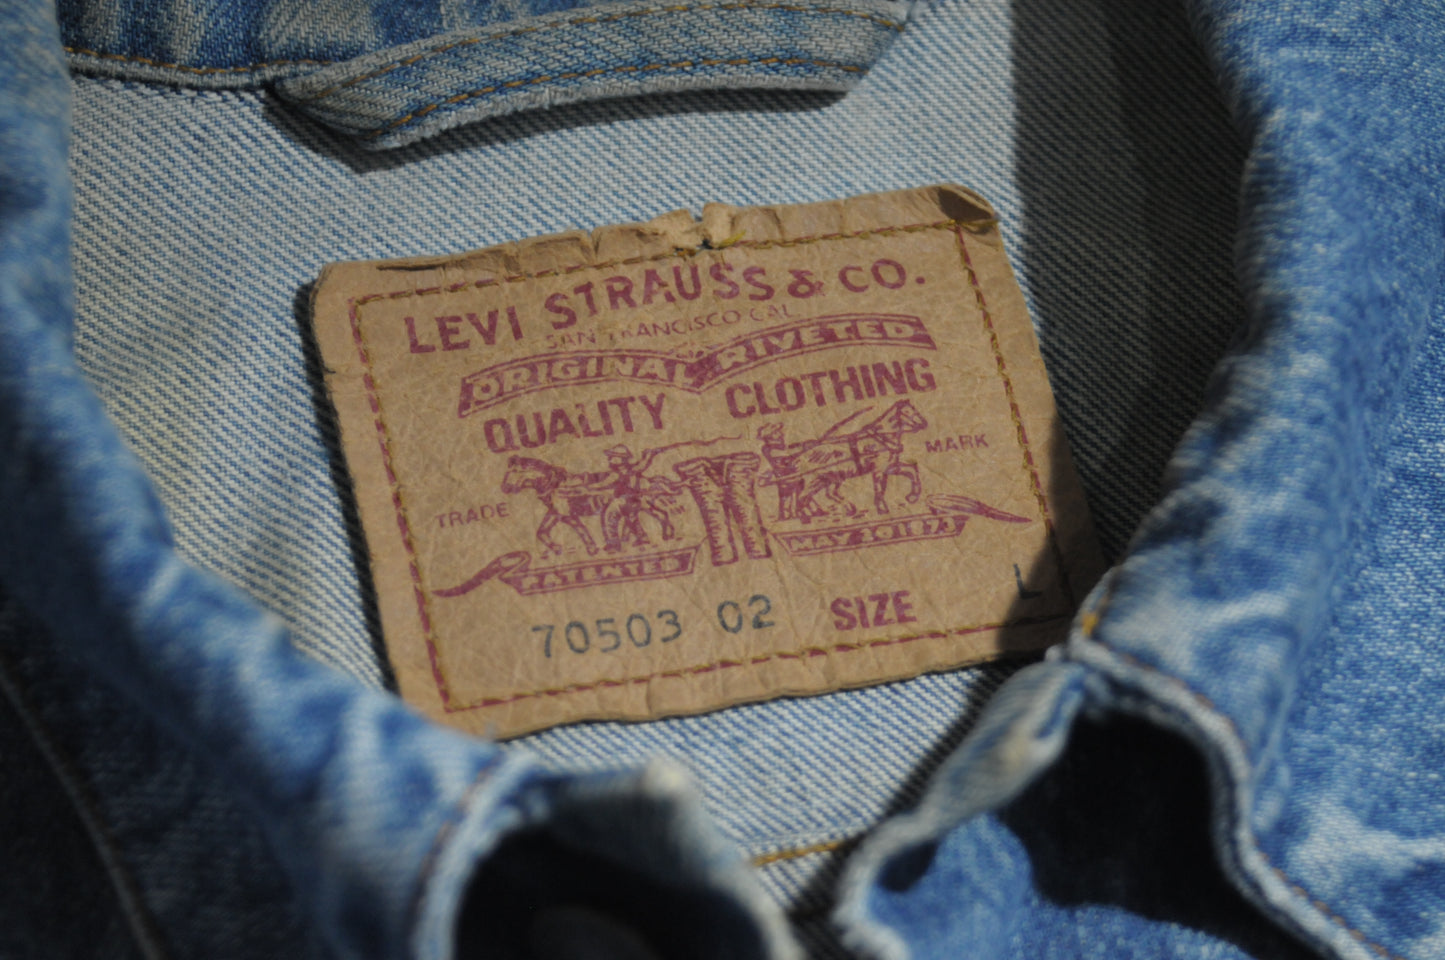 LEVI STRAUSS & CO.
SAN FRANCISCO CAL
ORIGINAL RIVETED
QUALITY CLOTHING
TRADE MARK
PATENTED MAY 20 1873
70503 02 SIZE L